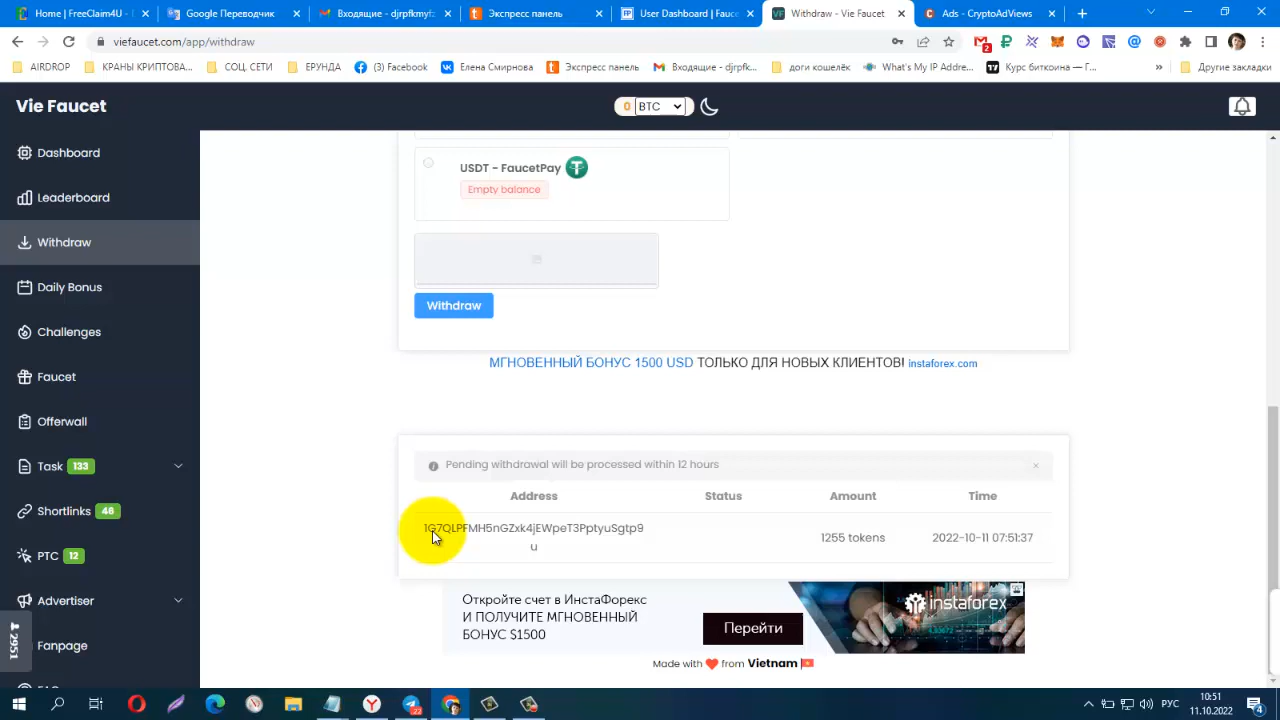 Home | FreeClaim4U -
Google Переводчик
Входящие - djrpfkmyf
Экспресс панель
User Dashboard | Fauce
Withdraw - Vie Faucet
Ads - CryptoAdViews
viefaucet.com/app/withdraw
2
AIRDROP
КРАНЫ КРИПТОВА...
СОЦ. СЕТИ
ЕРУНДА
(3) Facebook
Елена Смирнова
Экспресс панель
Входящие - djrpfk...
доги кошелёк
What's My IP Addre...
Курс биткоина — Г...
»
Другие закладки
Vie Faucet
0 BTC
Dashboard
Leaderboard
Withdraw
Daily Bonus
Challenges
Faucet
Offerwall
Task 133
Shortlinks 46
PTC 12
Advertiser
Fanpage
FAQ
USDT - FaucetPay
Empty balance
Withdraw
МГНОВЕННЫЙ БОНУС 1500 USD ТОЛЬКО ДЛЯ НОВЫХ КЛИЕНТОВ! instaforex.com
Pending withdrawal will be processed within 12 hours
Address Status Amount Time
1G7QLPFMH5nGZxk4jEWpeT3PptyuSgtp9
u
1255 tokens
2022-10-11 07:51:37
Откройте счет в ИнстаФорекс
И ПОЛУЧИТЕ МГНОВЕННЫЙ
БОНУС $1500
Перейти
instaforex
Made with ❤ from Vietnam
РУС
10:51
11.10.2022
4